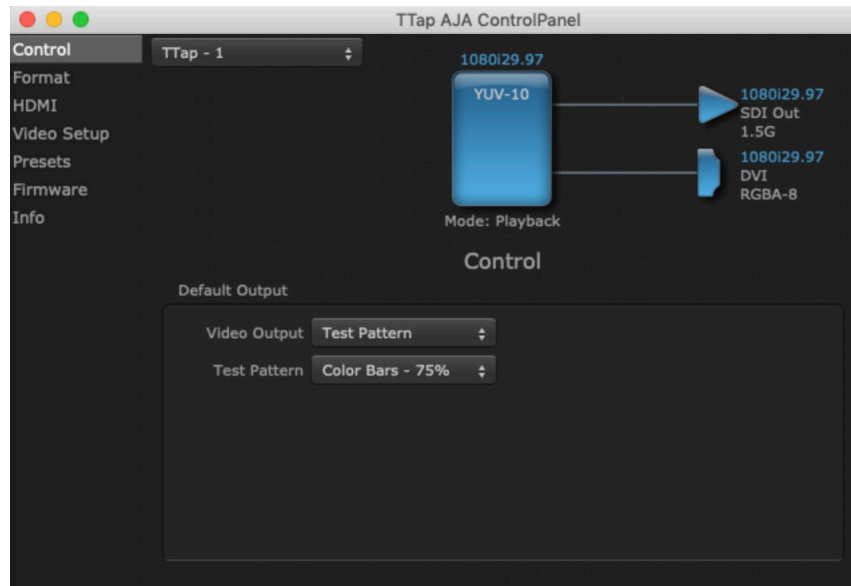 TTap AJA ControlPanel
Control
Format
HDMI
Video Setup
Presets
Firmware
Info
TTap - 1
1080i29.97
YUV-10
Mode: Playback
1080i29.97
SDI Out
1.5G
1080i29.97
DVI
RGBA-8
Control
Default Output
Video Output Test Pattern
Test Pattern Color Bars - 75%